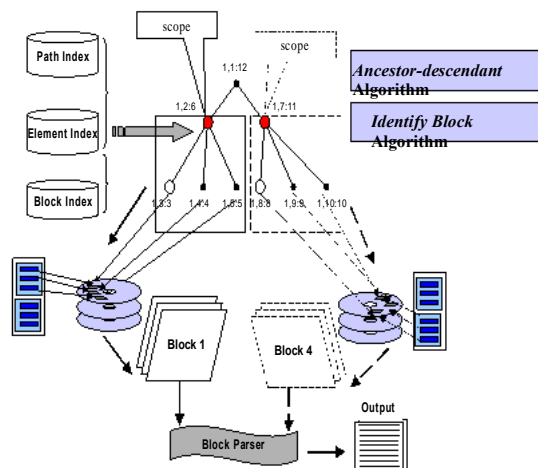 scope
scope
Path Index
1,1:12
Ancestor-descendant
Algorithm
1,2:6
1,7:11
Element Index
Identify Block
Algorithm
Block Index
1,3:3
1,4:4
1,5:5
1,8:8
1,9:9
1,10:10
Block 1
Block 4
Output
Block Parser